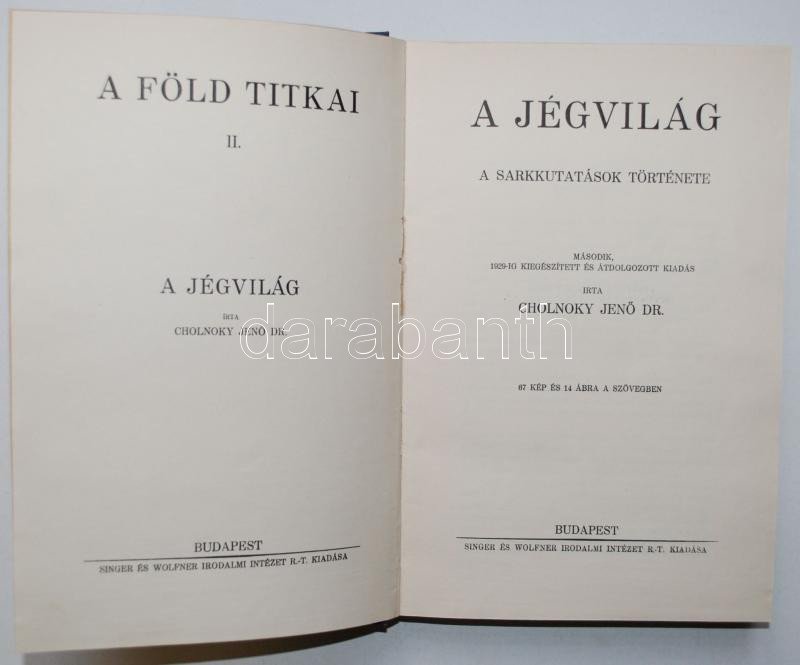 A FÖLD TITKAI
II.
A JÉGVILÁG
ÍRTA
CHOLNOKY JENŐ DR.
BUDAPEST
SINGER ÉS WOLFNER IRODALMI INTÉZET R.-T. KIADÁSA
A JÉGVILÁG
A SARKKUTATÁSOK TÖRTÉNETE
MÁSODIK,
1929-IG KIEGÉSZÍTETT ÉS ÁTDOLGOZOTT KIADÁS
IRTA
CHOLNOKY JENŐ DR.
67 KÉP ÉS 14 ÁBRA A SZÖVEGBEN
BUDAPEST
SINGER ÉS WOLFNER IRODALMI INTÉZET R.-T. KIADÁSA
darabanth